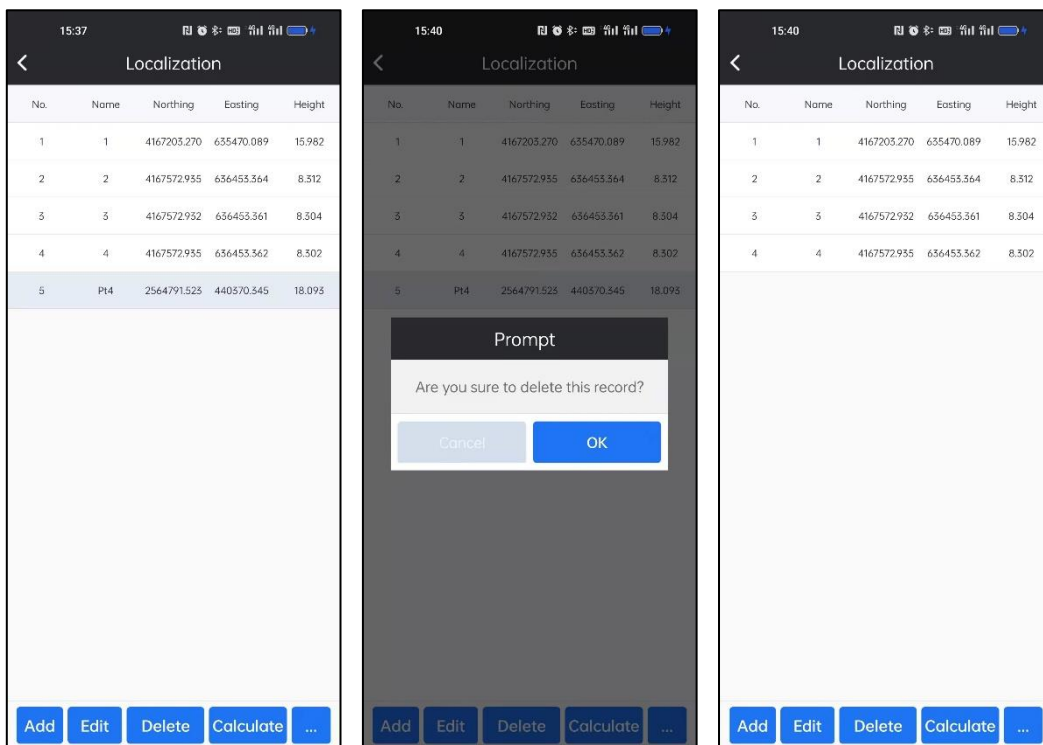 15:37
Localization
No. Name Northing Easting Height
1 1 4167203.270 635470.089 15.982
2 2 4167572.935 636453.364 8.312
3 3 4167572.932 636453.361 8.304
4 4 4167572.935 636453.362 8.302
5 Pt4 2564791.523 440370.345 18.093
Add Edit Delete Calculate ...
15:40
Localization
No. Name Northing Easting Height
1 1 4167203.270 635470.089 15.982
2 2 4167572.935 636453.364 8.312
3 3 4167572.932 636453.361 8.304
4 4 4167572.935 636453.362 8.302
5 Pt4 2564791.523 440370.345 18.093
Prompt
Are you sure to delete this record?
Cancel OK
Add Edit Delete Calculate ...
15:40
Localization
No. Name Northing Easting Height
1 1 4167203.270 635470.089 15.982
2 2 4167572.935 636453.364 8.312
3 3 4167572.932 636453.361 8.304
4 4 4167572.935 636453.362 8.302
Add Edit Delete Calculate ...